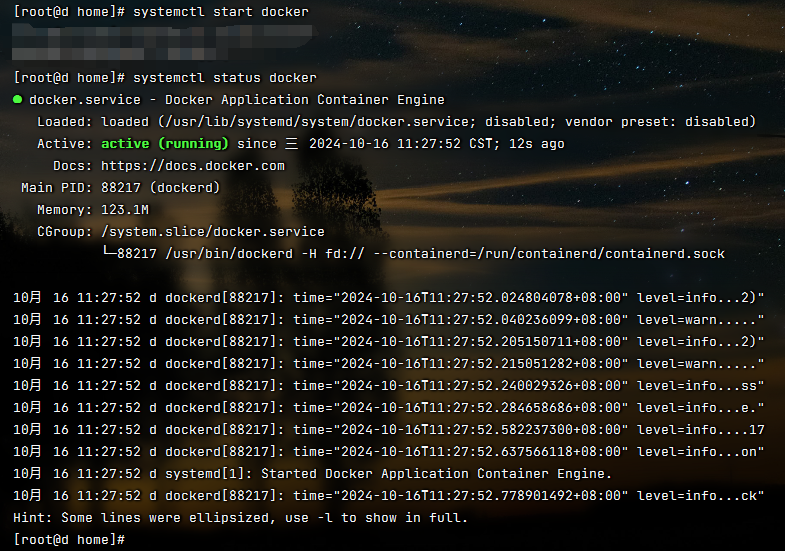 [root@d home]# systemctl start docker
[root@d home]# systemctl status docker
● docker.service - Docker Application Container Engine
   Loaded: loaded (/usr/lib/systemd/system/docker.service; disabled; vendor preset: disabled)
   Active: active (running) since 三 2024-10-16 11:27:52 CST; 12s ago
     Docs: https://docs.docker.com
 Main PID: 88217 (dockerd)
   Memory: 123.1M
   CGroup: /system.slice/docker.service
           └─88217 /usr/bin/dockerd -H fd:// --containerd=/run/containerd/containerd.sock
10月 16 11:27:52 d dockerd[88217]: time="2024-10-16T11:27:52.024804078+08:00" level=info...2)"
10月 16 11:27:52 d dockerd[88217]: time="2024-10-16T11:27:52.040236099+08:00" level=warn....."
10月 16 11:27:52 d dockerd[88217]: time="2024-10-16T11:27:52.205150711+08:00" level=info...2)"
10月 16 11:27:52 d dockerd[88217]: time="2024-10-16T11:27:52.215051282+08:00" level=warn....."
10月 16 11:27:52 d dockerd[88217]: time="2024-10-16T11:27:52.240029326+08:00" level=info...ss"
10月 16 11:27:52 d dockerd[88217]: time="2024-10-16T11:27:52.284658686+08:00" level=info...e."
10月 16 11:27:52 d dockerd[88217]: time="2024-10-16T11:27:52.582237300+08:00" level=info....17
10月 16 11:27:52 d dockerd[88217]: time="2024-10-16T11:27:52.637566118+08:00" level=info...on"
10月 16 11:27:52 d systemd[1]: Started Docker Application Container Engine.
10月 16 11:27:52 d dockerd[88217]: time="2024-10-16T11:27:52.778901492+08:00" level=info...ck"
Hint: Some lines were ellipsized, use -l to show in full.
[root@d home]#